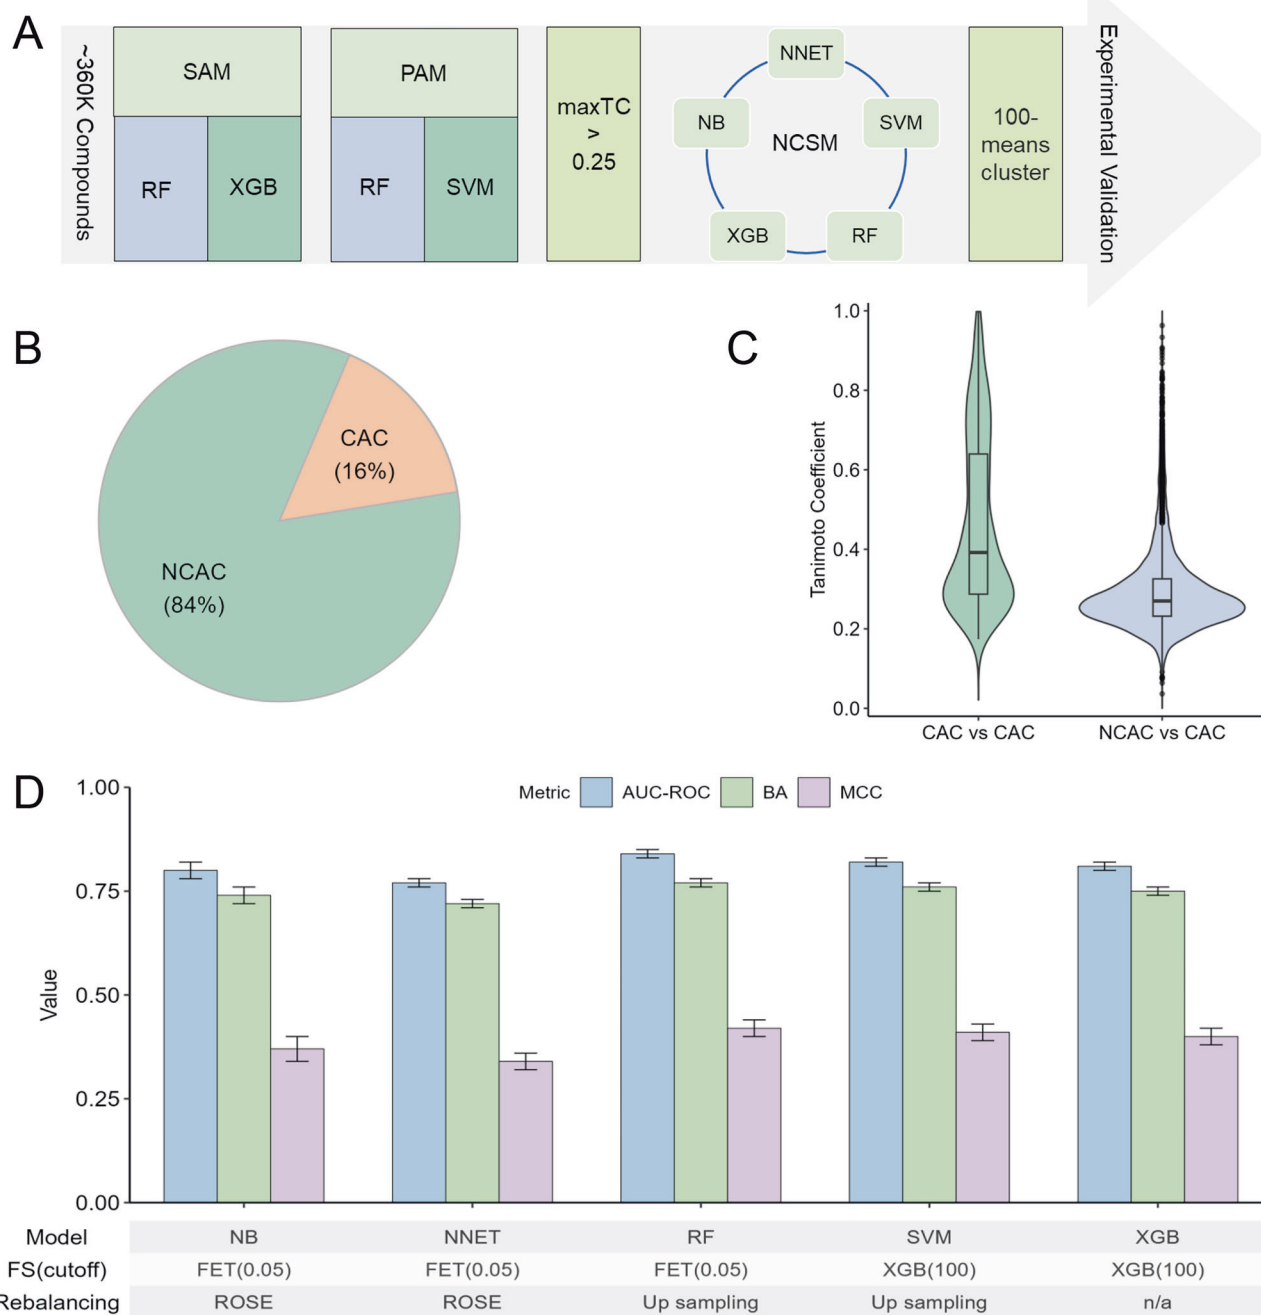 A
~360K Compounds
SAM
RF
XGB
PAM
RF
SVM
maxTC
>
0.25
NNET
NB
SVM
NCSM
XGB
RF
100-
means
cluster
Experimental Validation
B
CAC
(16%)
NCAC
(84%)
C
Tanimoto Coefficient
1.0
0.8
0.6
0.4
0.2
0.0
CAC vs CAC
NCAC vs CAC
D
Metric AUC-ROC BA MCC
Value
1.00
0.75
0.50
0.25
0.00
Model NB NNET RF SVM XGB
FS(cutoff) FET(0.05) FET(0.05) FET(0.05) XGB(100) XGB(100)
Rebalancing ROSE ROSE Up sampling Up sampling n/a